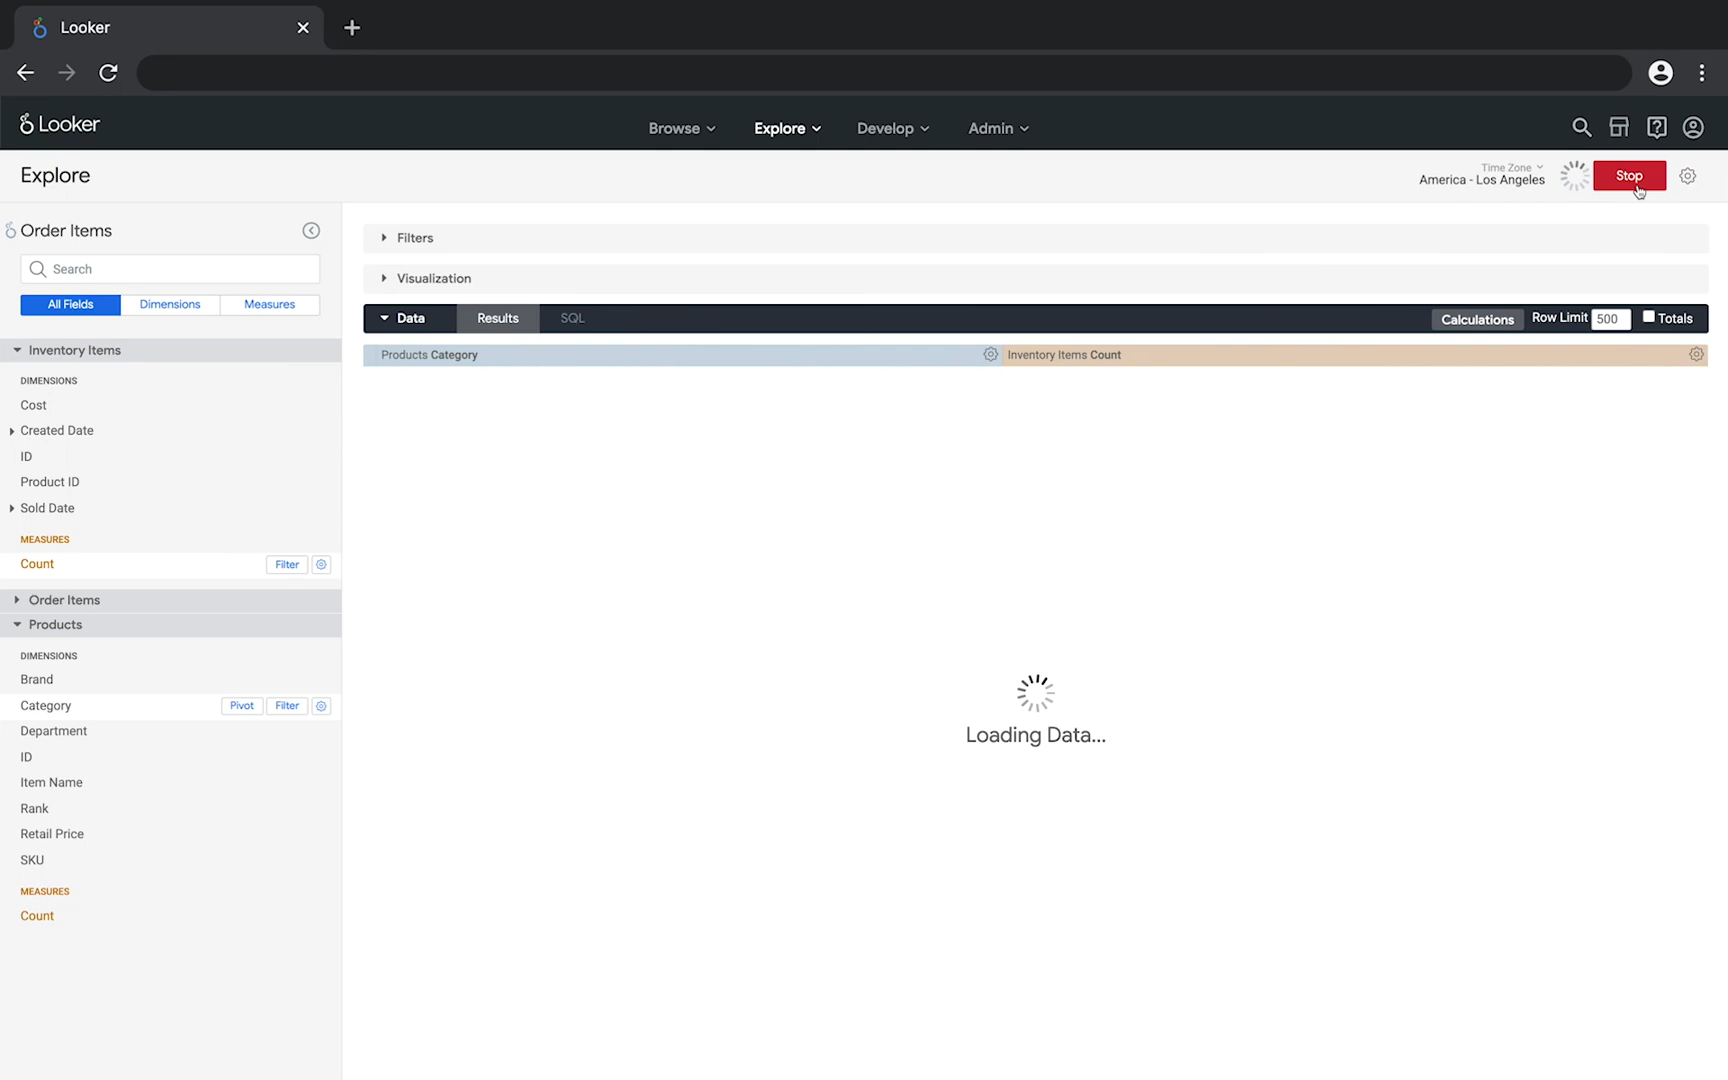 Looker
Looker
Browse
Explore
Develop
Admin
Explore
Time Zone
America - Los Angeles
Stop
Order Items
Search
All Fields
Dimensions
Measures
Inventory Items
DIMENSIONS
Cost
Created Date
ID
Product ID
Sold Date
MEASURES
Count
Filter
Order Items
Products
DIMENSIONS
Brand
Category
Pivot
Filter
Department
ID
Item Name
Rank
Retail Price
SKU
MEASURES
Count
Filters
Visualization
Data
Results
SQL
Calculations
Row Limit
500
Totals
Products Category
Inventory Items Count
Loading Data...